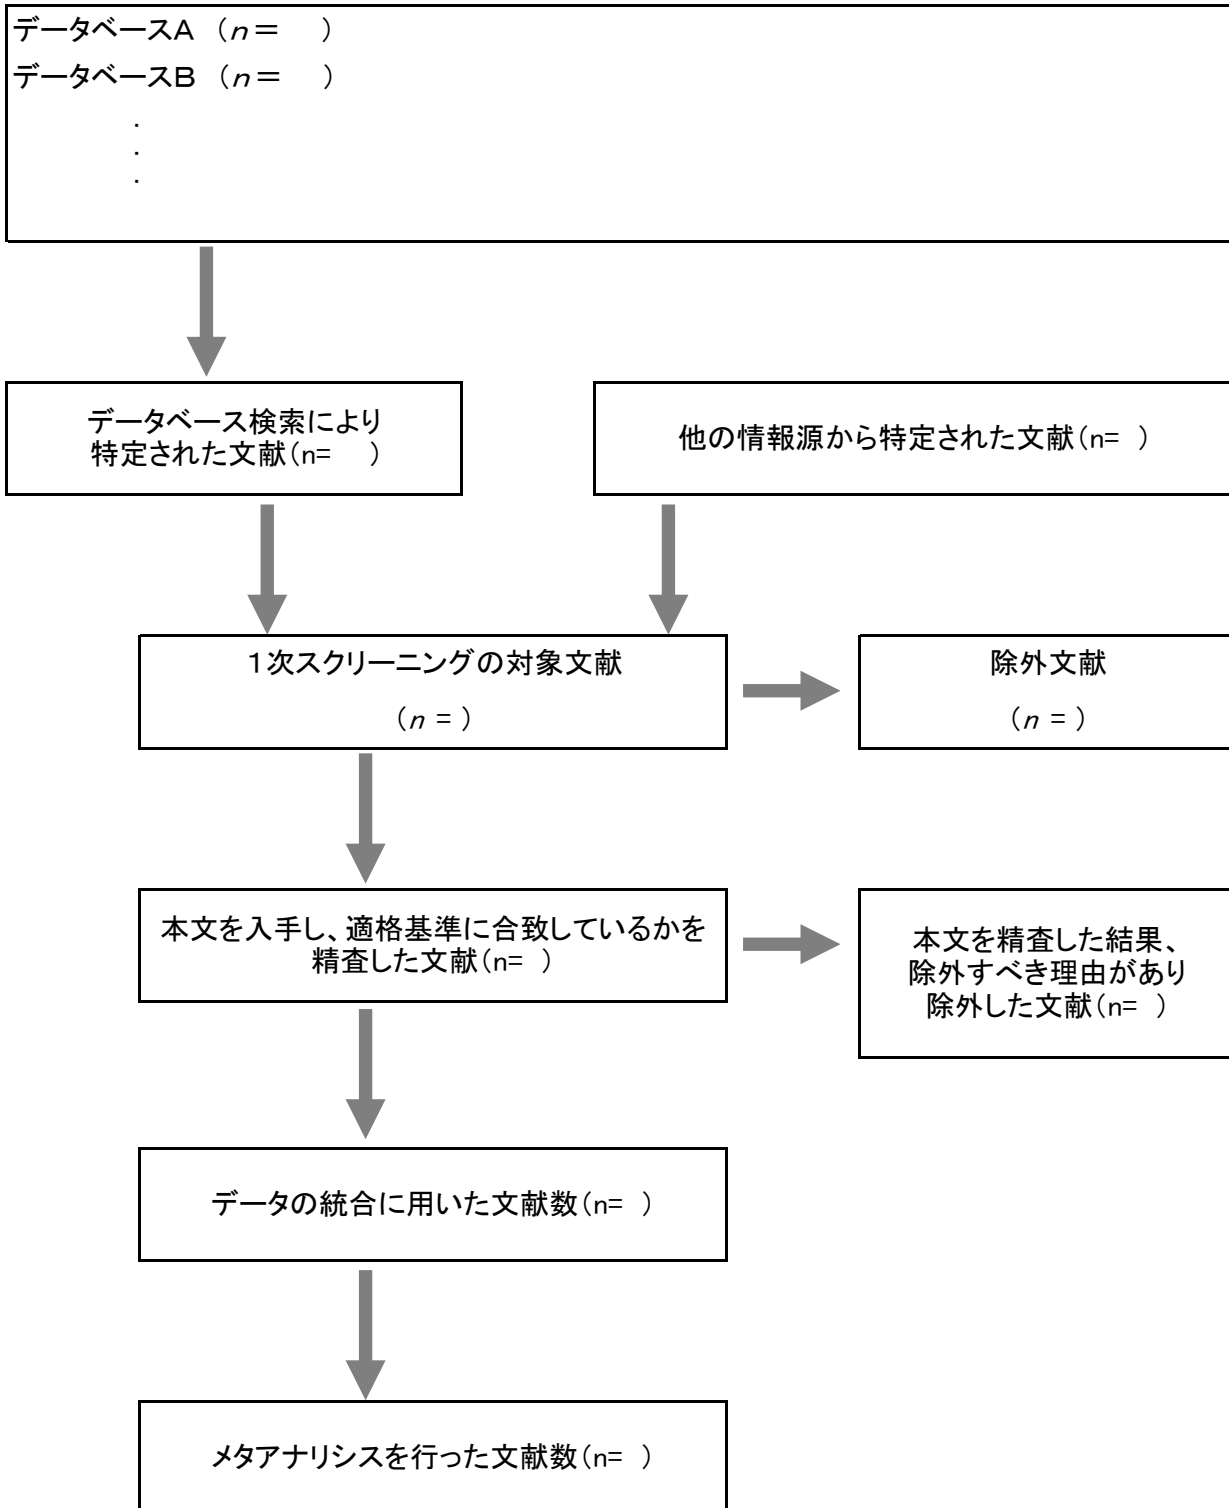 データベースA (n=   )
データベースB (n=   )
.
.
.
データベース検索により
特定された文献(n=   )
他の情報源から特定された文献(n=  )
1次スクリーニングの対象文献
(n = )
除外文献
(n = )
本文を入手し、適格基準に合致しているかを
精査した文献(n=  )
本文を精査した結果、
除外すべき理由があり
除外した文献(n=  )
データの統合に用いた文献数(n=  )
メタアナリシスを行った文献数(n=  )